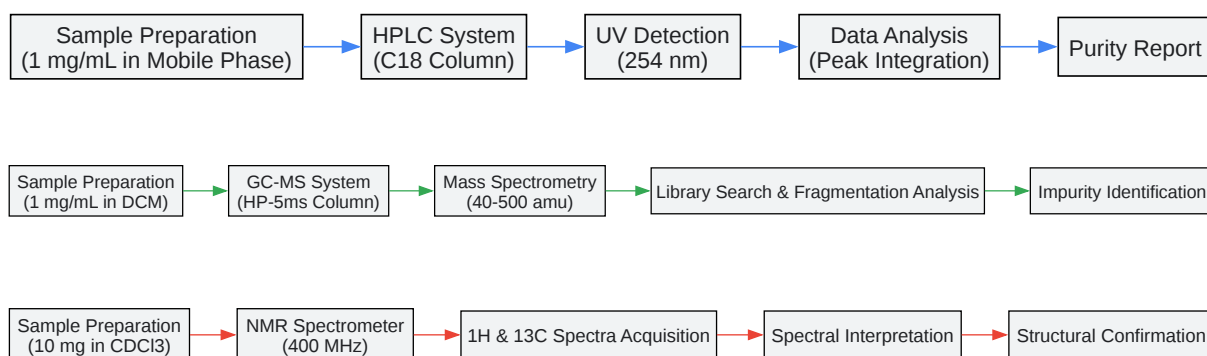 Sample Preparation
(1 mg/mL in Mobile Phase)
HPLC System
(C18 Column)
UV Detection
(254 nm)
Data Analysis
(Peak Integration)
Purity Report
Sample Preparation
(1 mg/mL in DCM)
GC-MS System
(HP-5ms Column)
Mass Spectrometry
(40-500 amu)
Library Search & Fragmentation Analysis
Impurity Identification
Sample Preparation
(10 mg in CDCl3)
NMR Spectrometer
(400 MHz)
1H & 13C Spectra Acquisition
Spectral Interpretation
Structural Confirmation